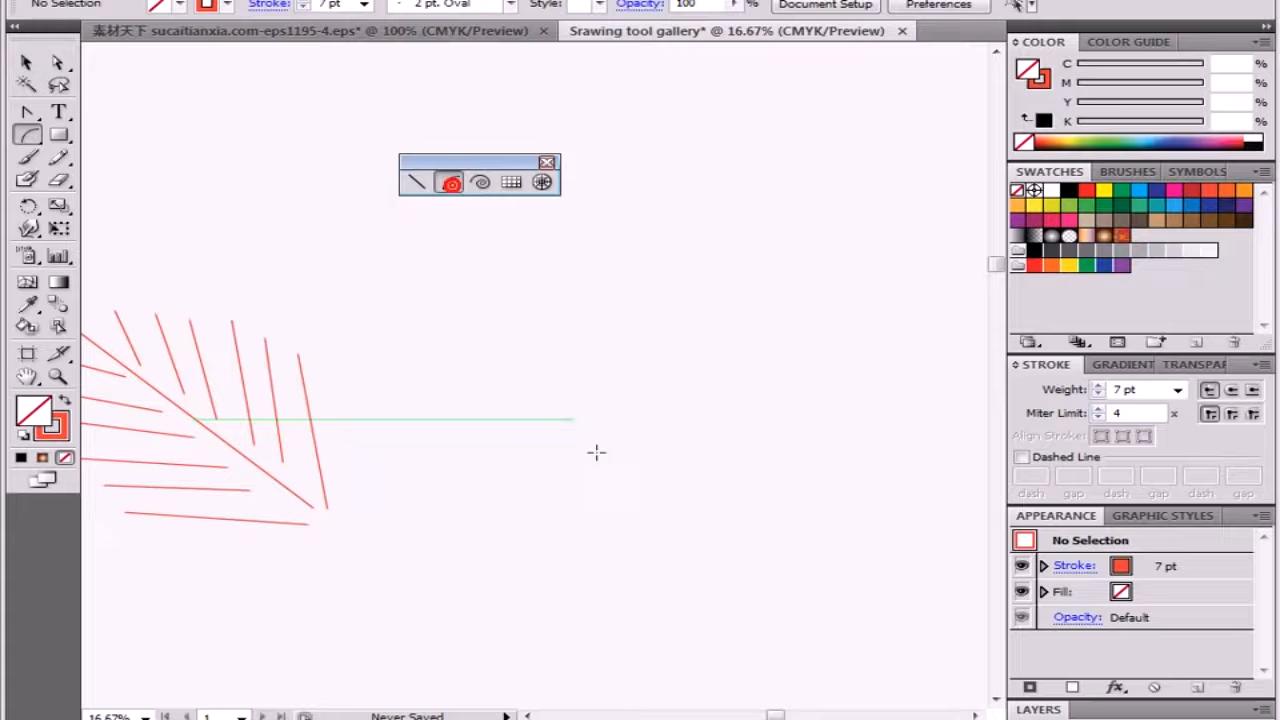 No Selection Stroke: 7 pt 2 pt. Oval Style: Opacity: 100 % Document Setup Preferences
素材天下 sucaitianxia.com-eps1195-4.eps* @ 100% (CMYK/Preview) Srawing tool gallery* @ 16.67% (CMYK/Preview)
COLOR COLOR GUIDE
C %
M %
Y %
K %
SWATCHES BRUSHES SYMBOLS
STROKE GRADIENT TRANSPAR
Weight: 7 pt
Miter Limit: 4 x
Align Stroke:
Dashed Line
dash gap dash gap dash gap
APPEARANCE GRAPHIC STYLES
No Selection
Stroke: 7 pt
Fill:
Opacity: Default
fx
LAYERS
16.67% 1 Never Saved